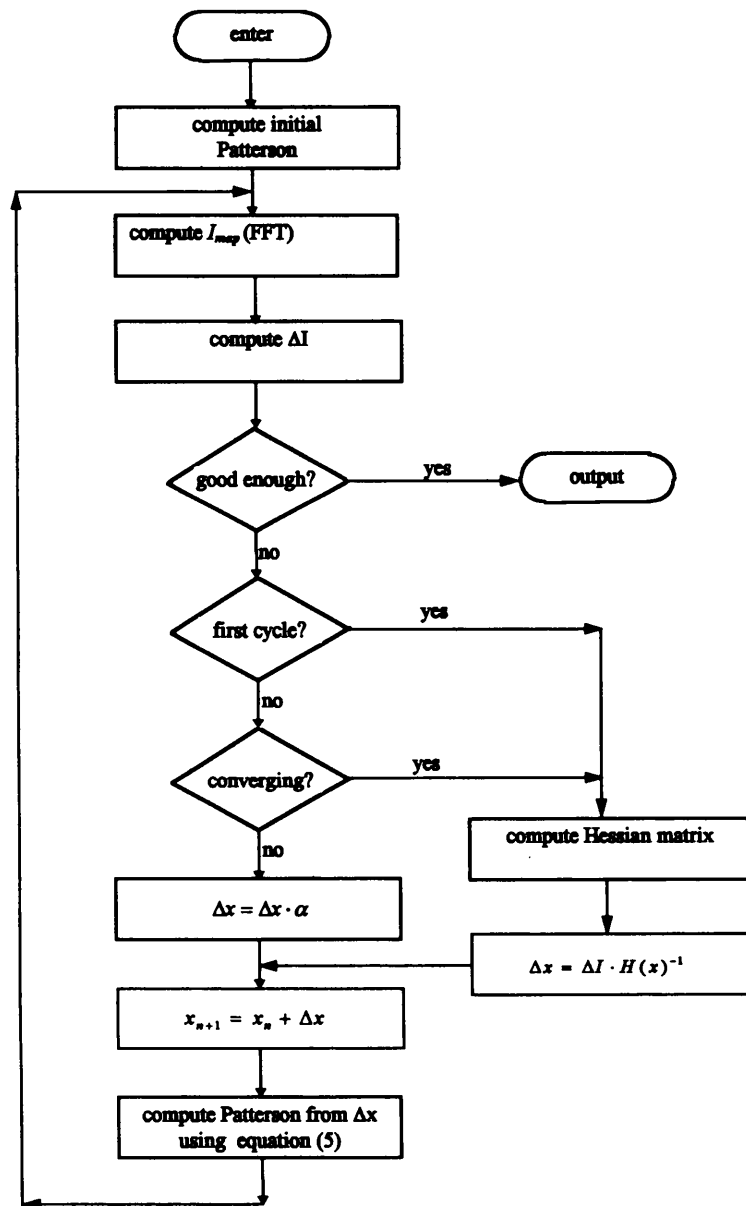 enter
compute initial
Patterson
compute I_map (FFT)
compute ΔI
good enough?
yes
output
no
first cycle?
yes
no
converging?
yes
no
compute Hessian matrix
Δx = Δx · α
Δx = ΔI · H(x)⁻¹
xₙ₊₁ = xₙ + Δx
compute Patterson from Δx
using equation (5)